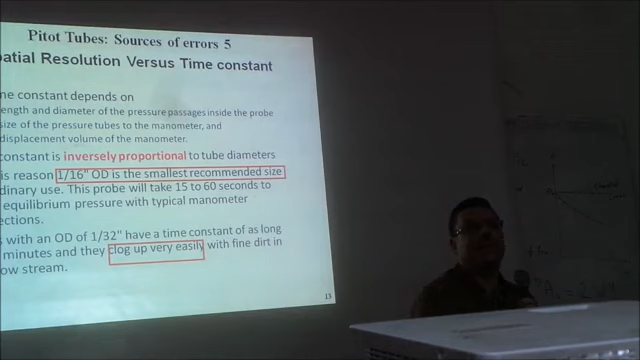 Pitot Tubes: Sources of errors 5
atial Resolution Versus Time constant
ne constant depends on
ength and diameter of the pressure passages inside the probe
size of the pressure tubes to the manometer, and
displacement volume of the manometer.
constant is inversely proportional to tube diameters
is reason 1/16" OD is the smallest recommended size
dinary use. This probe will take 15 to 60 seconds to
equilibrium pressure with typical manometer
ections.
s with an OD of 1/32" have a time constant of as long
minutes and they clog up very easily with fine dirt in
ow stream.
13